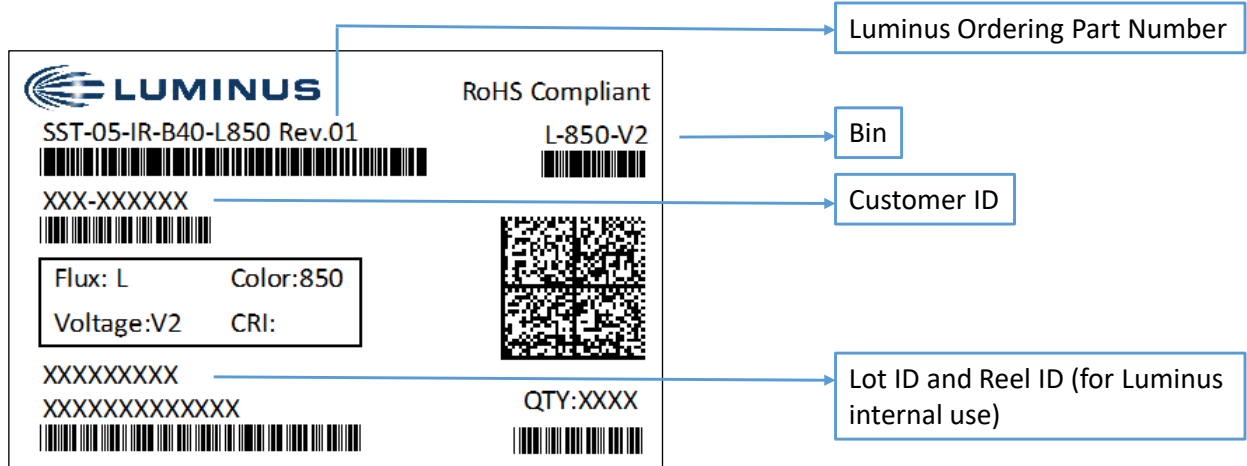 Luminus Ordering Part Number
LUMINUS
RoHS Compliant
SST-05-IR-B40-L850 Rev.01
L-850-V2
Bin
XXX-XXXXXX
Customer ID
Flux: L
Color:850
Voltage:V2
CRI:
XXXXXXXXX
Lot ID and Reel ID (for Luminus
internal use)
XXXXXXXXXXXXX
QTY:XXXX